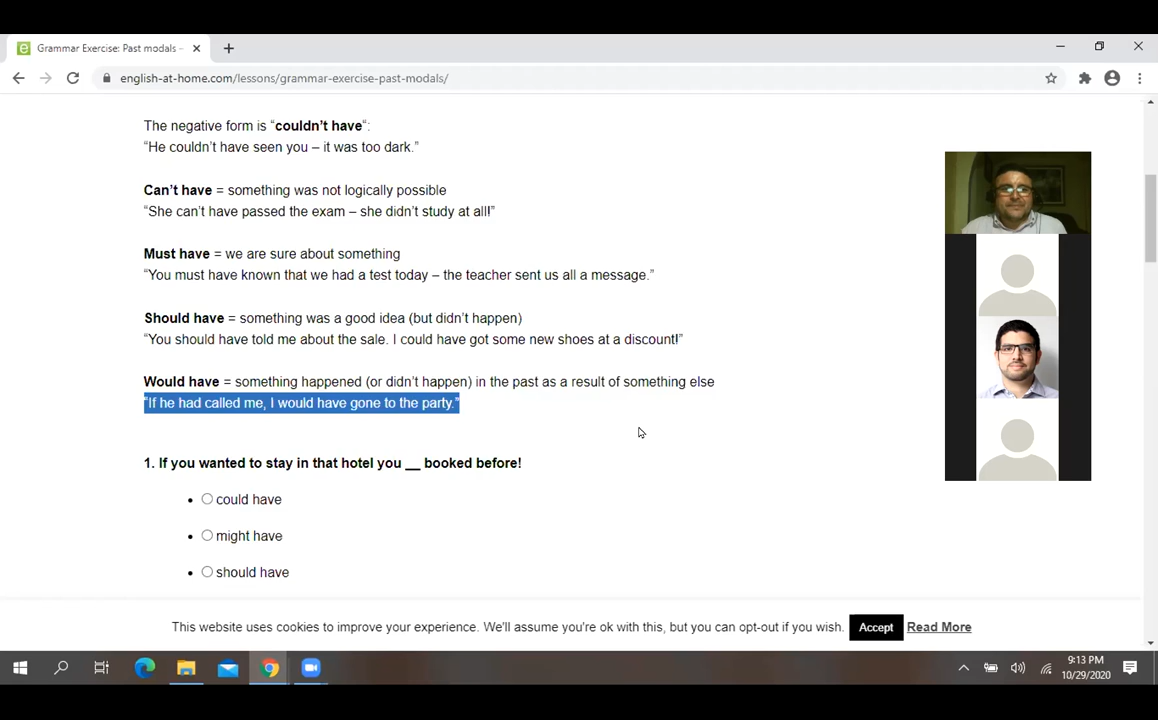 Grammar Exercise: Past modals –
english-at-home.com/lessons/grammar-exercise-past-modals/
The negative form is “couldn’t have“:
“He couldn’t have seen you – it was too dark.”
Can’t have = something was not logically possible
“She can’t have passed the exam – she didn’t study at all!”
Must have = we are sure about something
“You must have known that we had a test today – the teacher sent us all a message.”
Should have = something was a good idea (but didn’t happen)
“You should have told me about the sale. I could have got some new shoes at a discount!”
Would have = something happened (or didn’t happen) in the past as a result of something else
“If he had called me, I would have gone to the party.”
1. If you wanted to stay in that hotel you __ booked before!
could have
might have
should have
This website uses cookies to improve your experience. We'll assume you're ok with this, but you can opt-out if you wish. Accept Read More
9:13 PM
10/29/2020